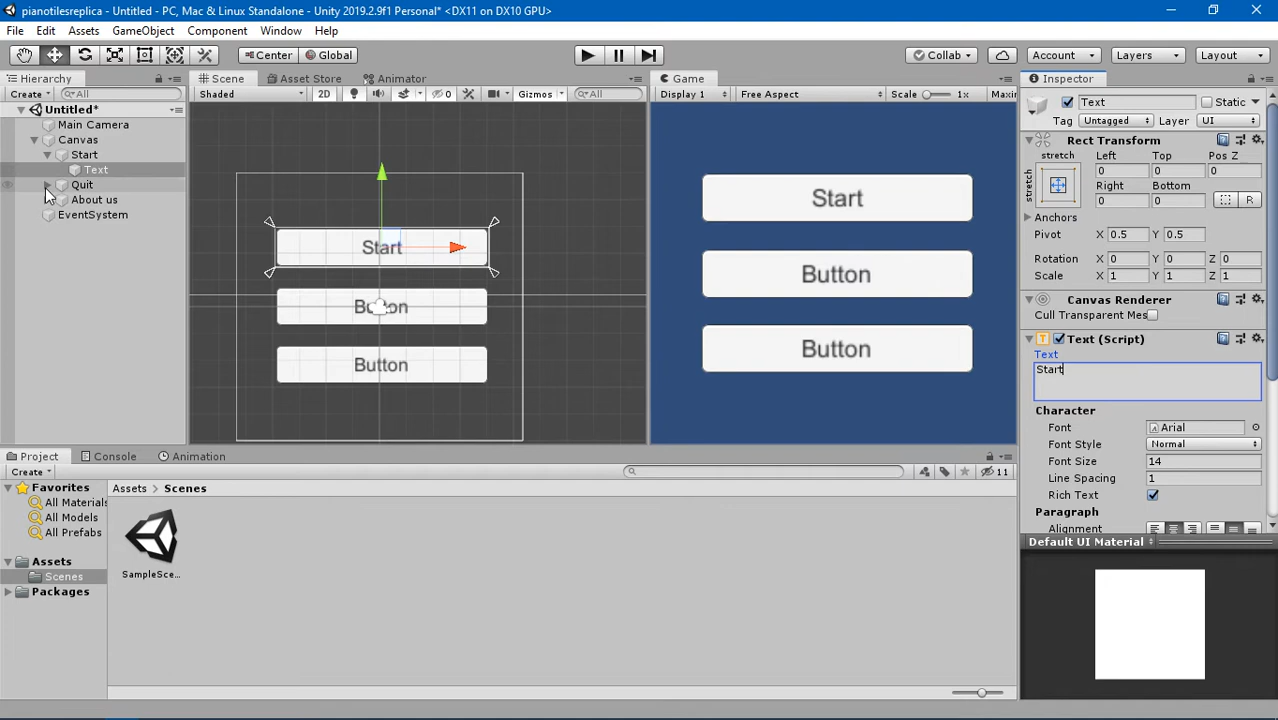 pianotilesreplica - Untitled - PC, Mac & Linux Standalone - Unity 2019.2.9f1 Personal* <DX11 on DX10 GPU>
File Edit Assets GameObject Component Window Help
Center Global Collab Account Layers Layout
Hierarchy
Create All
Untitled*
Main Camera
Canvas
Start
Text
Quit
About us
EventSystem
Scene Asset Store Animator
Shaded 2D 0 Gizmos All
Start
Button
Button
Game
Display 1 Free Aspect Scale 1x Maxi
Start
Button
Button
Inspector
Text Static
Tag Untagged Layer UI
Rect Transform
stretch Left Top Pos Z
stretch 0 0 0
Right Bottom
0 0 R
Anchors
Pivot X 0.5 Y 0.5
Rotation X 0 Y 0 Z 0
Scale X 1 Y 1 Z 1
Canvas Renderer
Cull Transparent Mes
Text (Script)
Text
Start
Character
Font Arial
Font Style Normal
Font Size 14
Line Spacing 1
Rich Text
Paragraph
Alignment
Default UI Material
Project Console Animation
Create 11
Favorites
All Materials
All Models
All Prefabs
Assets
Scenes
Packages
Assets > Scenes
SampleSce...